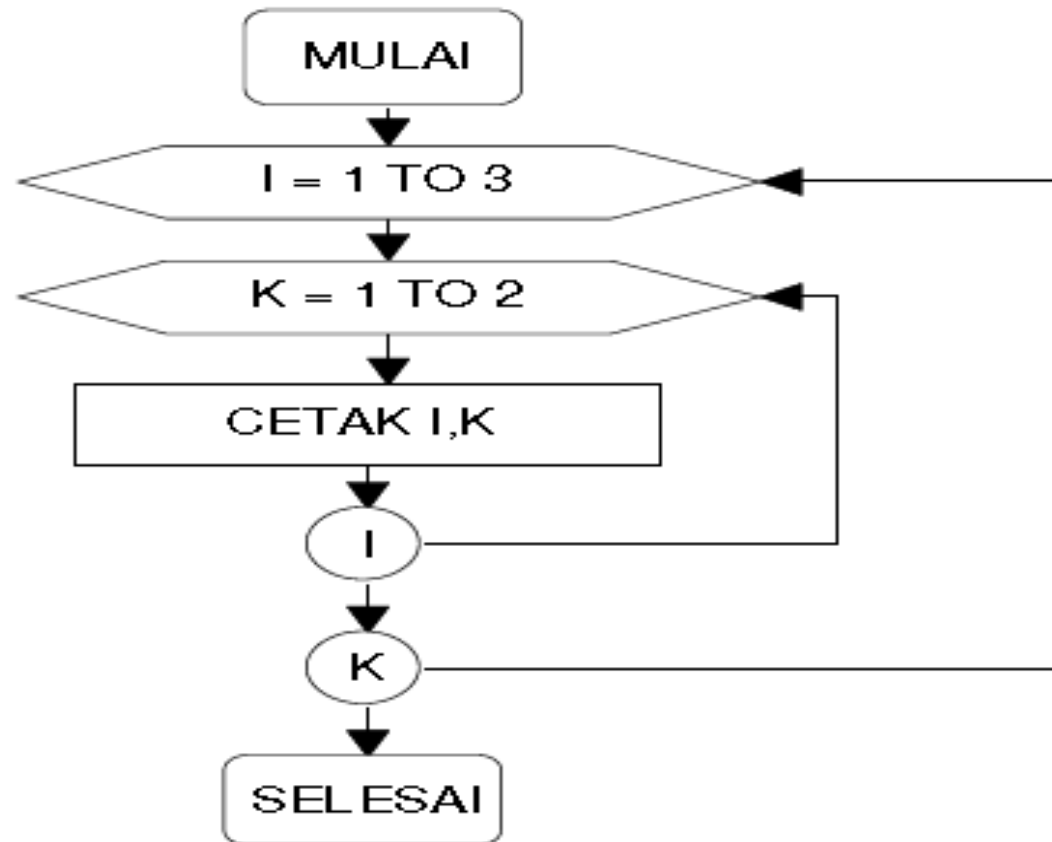 MULAI
I = 1 TO 3
K = 1 TO 2
CETAK I,K
I
K
SELESAI